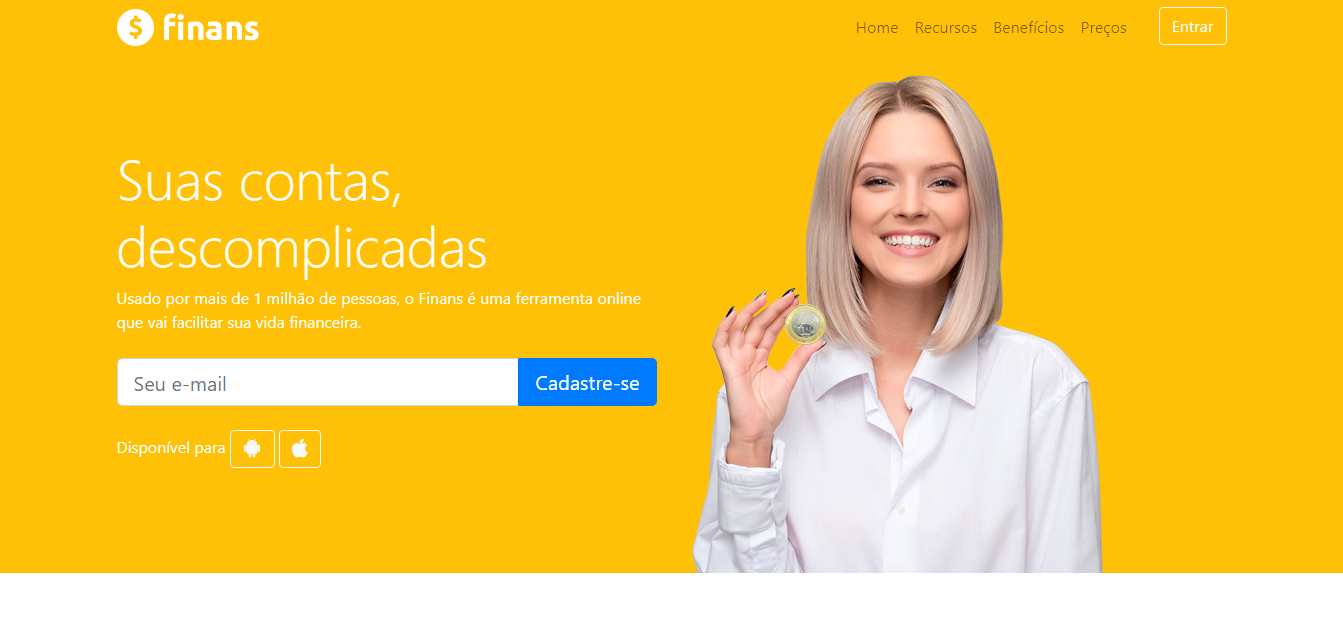 finans
Home Recursos Benefícios Preços Entrar
Suas contas,
descomplicadas
Usado por mais de 1 milhão de pessoas, o Finans é uma ferramenta online
que vai facilitar sua vida financeira.
Seu e-mail Cadastre-se
Disponível para